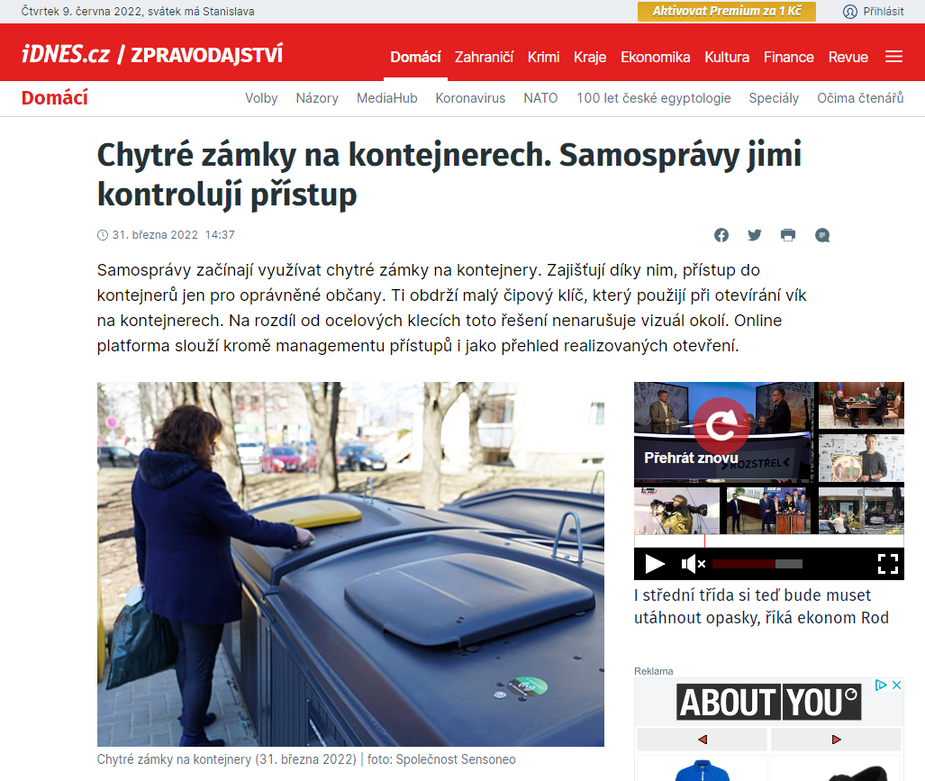 Čtvrtek 9. června 2022, svátek má Stanislava
Aktivovat Premium za 1 Kč
Přihlásit
iDNES.cz / ZPRAVODAJSTVÍ
Domácí Zahraničí Krimi Kraje Ekonomika Kultura Finance Revue
Domácí
Volby Názory MediaHub Koronavirus NATO 100 let české egyptologie Speciály Očima čtenářů
Chytré zámky na kontejnerech. Samosprávy jimi
kontrolují přístup
31. března 2022 14:37
Samosprávy začínají využívat chytré zámky na kontejnery. Zajišťují díky nim, přístup do
kontejnerů jen pro oprávněné občany. Ti obdrží malý čipový klíč, který použijí při otevírání vík
na kontejnerech. Na rozdíl od ocelových klecích toto řešení nenarušuje vizuál okolí. Online
platforma slouží kromě managementu přístupů i jako přehled realizovaných otevření.
Chytré zámky na kontejnery (31. března 2022) | foto: Společnost Sensoneo
Přehrát znovu
ROZSTŘEL
I střední třída si teď bude muset
utáhnout opasky, říká ekonom Rod
Reklama
ABOUT YOU